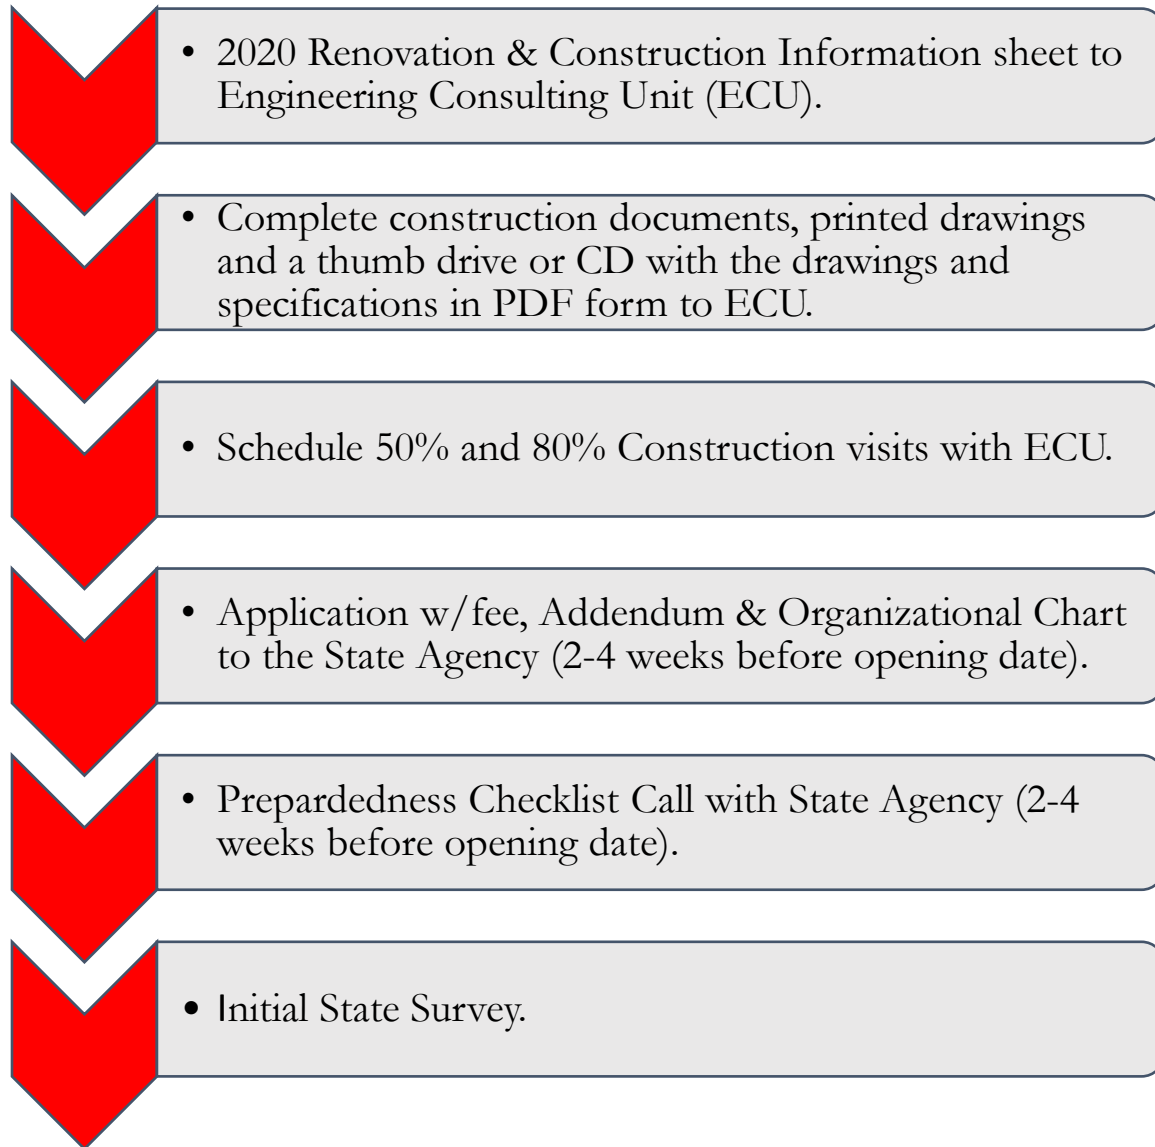 • 2020 Renovation & Construction Information sheet to
Engineering Consulting Unit (ECU).
• Complete construction documents, printed drawings
and a thumb drive or CD with the drawings and
specifications in PDF form to ECU.
• Schedule 50% and 80% Construction visits with ECU.
• Application w/fee, Addendum & Organizational Chart
to the State Agency (2-4 weeks before opening date).
• Prepardedness Checklist Call with State Agency (2-4
weeks before opening date).
• Initial State Survey.